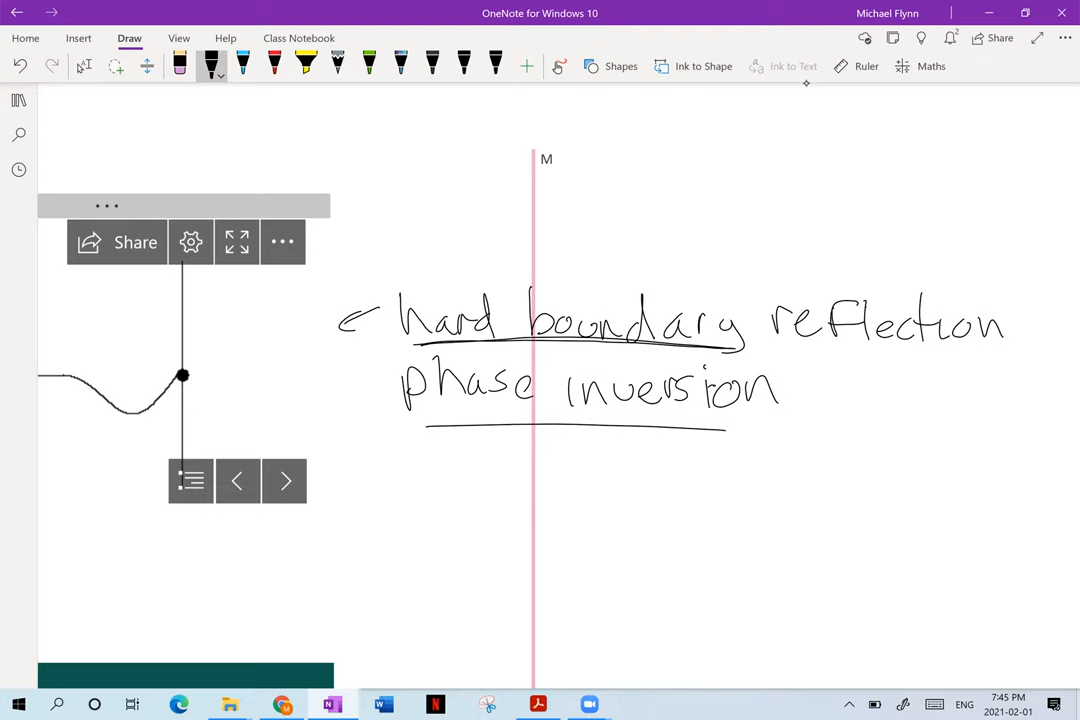 OneNote for Windows 10
Michael Flynn
Home Insert Draw View Help Class Notebook
2
Share
Shapes Ink to Shape Ink to Text Ruler Maths
M
Share
hard boundary reflection
phase inversion
ENG
7:45 PM
2021-02-01